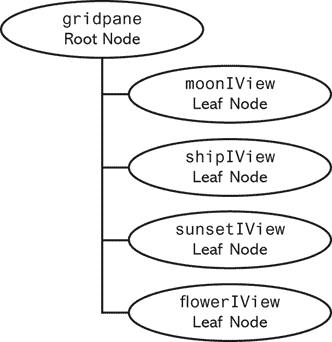 gridpane
Root Node
moonIView
Leaf Node
shipIView
Leaf Node
sunsetIView
Leaf Node
flowerIView
Leaf Node